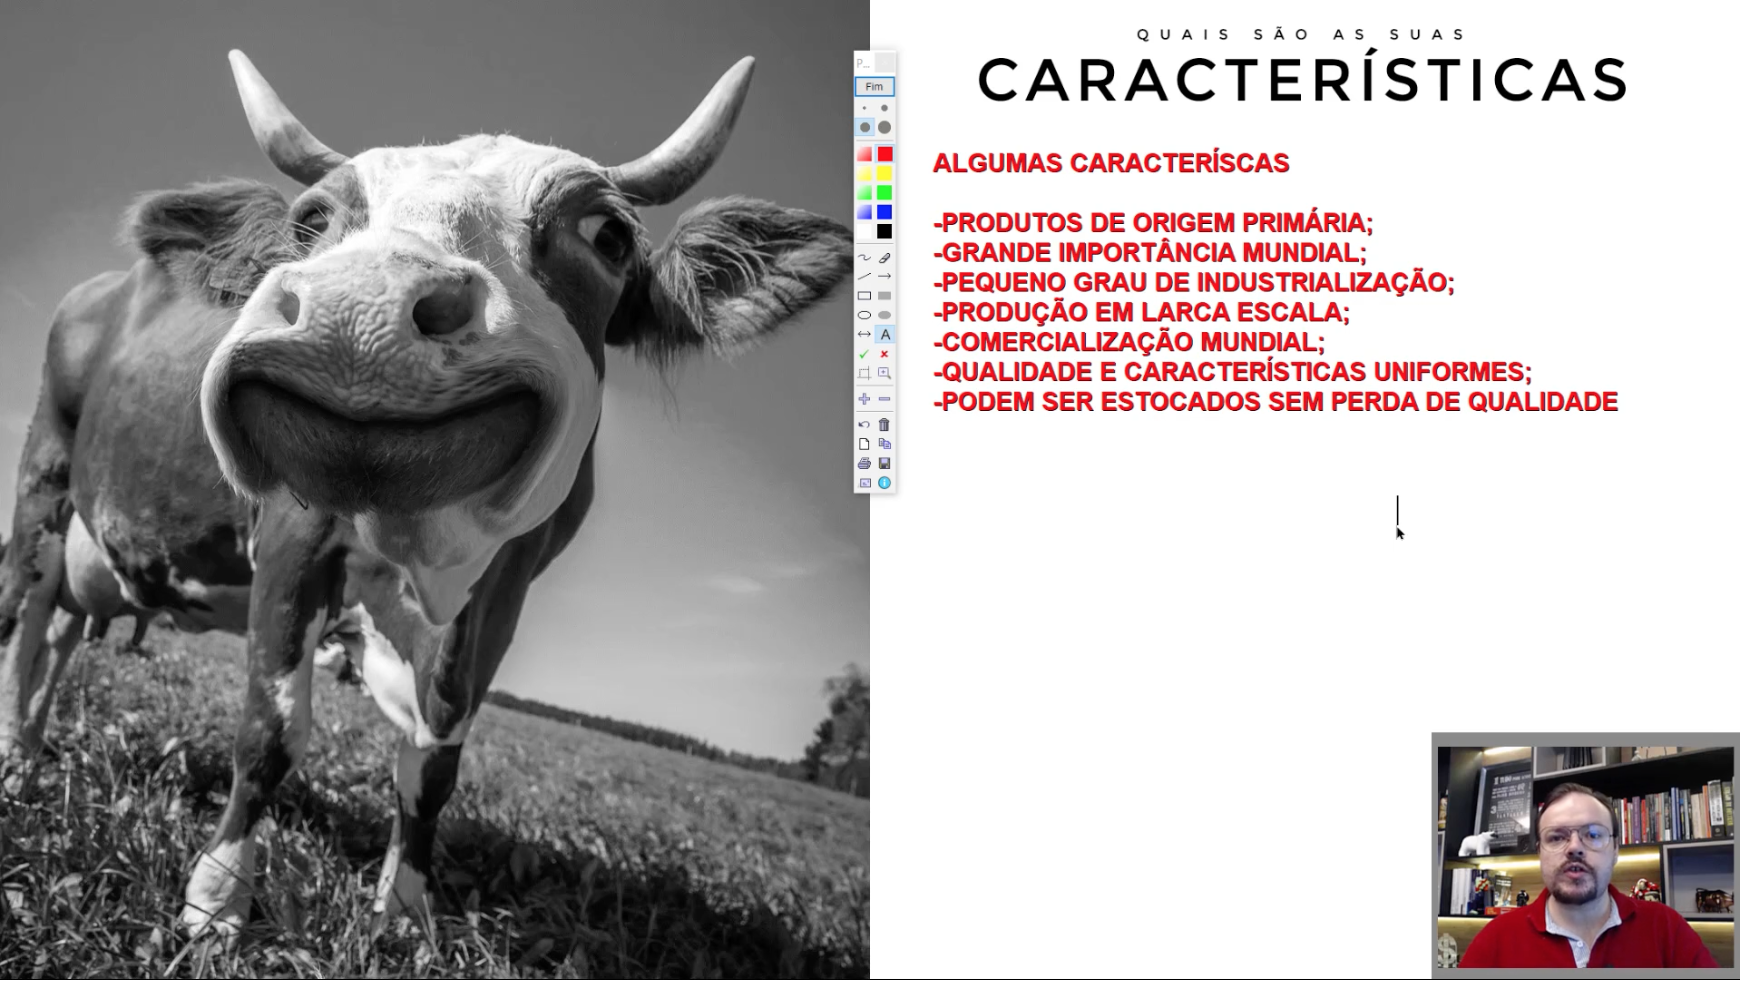 QUAIS SÃO AS SUAS
CARACTERÍSTICAS
P...
Fim
ALGUMAS CARACTERÍSCAS
-PRODUTOS DE ORIGEM PRIMÁRIA;
-GRANDE IMPORTÂNCIA MUNDIAL;
-PEQUENO GRAU DE INDUSTRIALIZAÇÃO;
-PRODUÇÃO EM LARCA ESCALA;
-COMERCIALIZAÇÃO MUNDIAL;
-QUALIDADE E CARACTERÍSTICAS UNIFORMES;
-PODEM SER ESTOCADOS SEM PERDA DE QUALIDADE
A